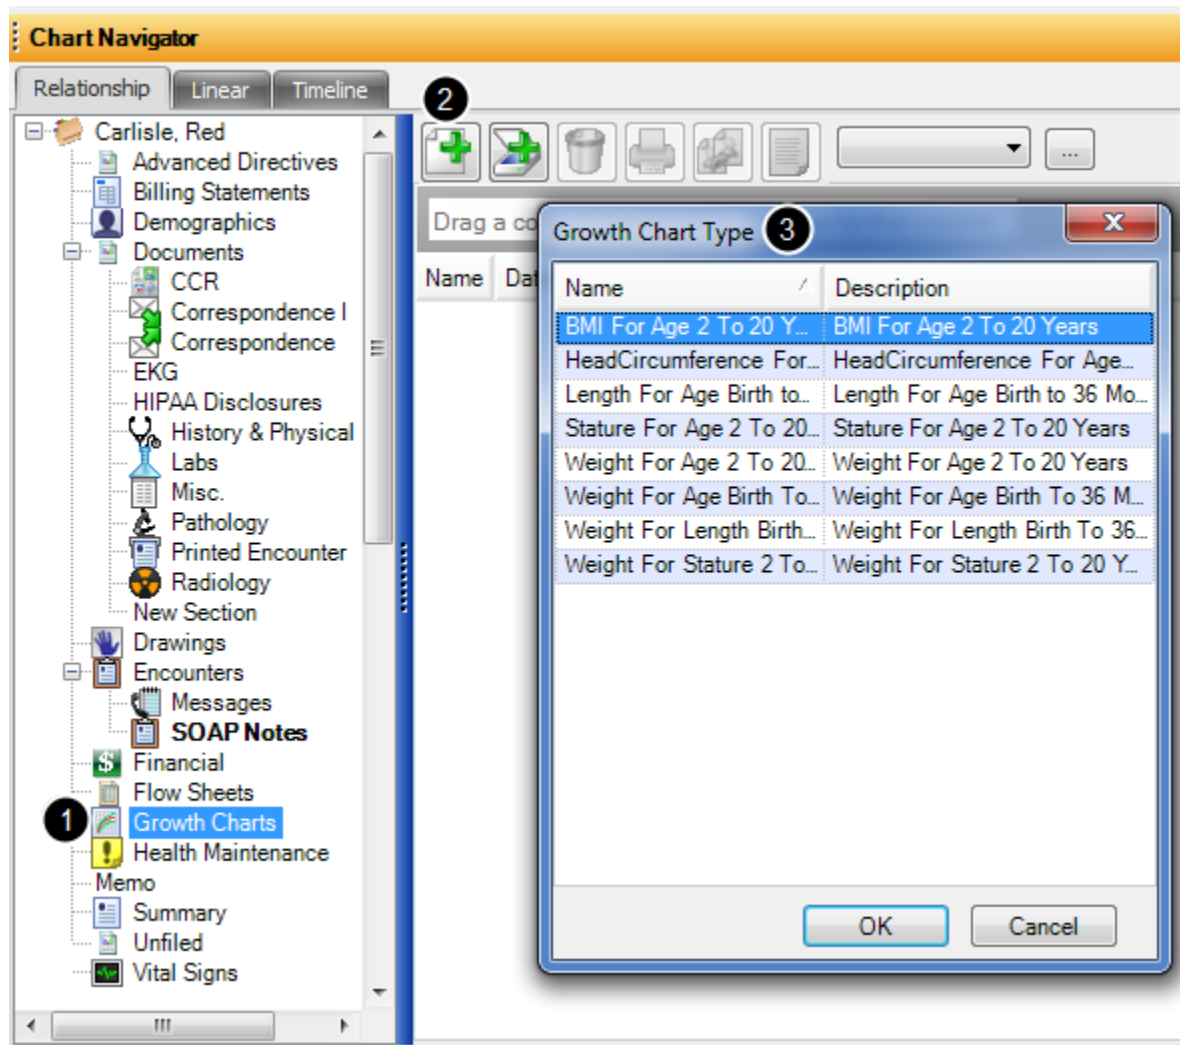 Chart Navigator
Relationship Linear Timeline
2
Carlisle, Red
Advanced Directives
Billing Statements
Demographics
Documents
CCR
Correspondence I
Correspondence
EKG
HIPAA Disclosures
History & Physical
Labs
Misc.
Pathology
Printed Encounter
Radiology
New Section
Drawings
Encounters
Messages
SOAP Notes
Financial
Flow Sheets
1 Growth Charts
Health Maintenance
Memo
Summary
Unfiled
Vital Signs
...
Drag a co
Name Dat
Growth Chart Type 3
Name Description
BMI For Age 2 To 20 Y... BMI For Age 2 To 20 Years
HeadCircumference For... HeadCircumference For Age...
Length For Age Birth to... Length For Age Birth to 36 Mo...
Stature For Age 2 To 20... Stature For Age 2 To 20 Years
Weight For Age 2 To 20... Weight For Age 2 To 20 Years
Weight For Age Birth To... Weight For Age Birth To 36 M...
Weight For Length Birth... Weight For Length Birth To 36...
Weight For Stature 2 To... Weight For Stature 2 To 20 Y...
OK Cancel